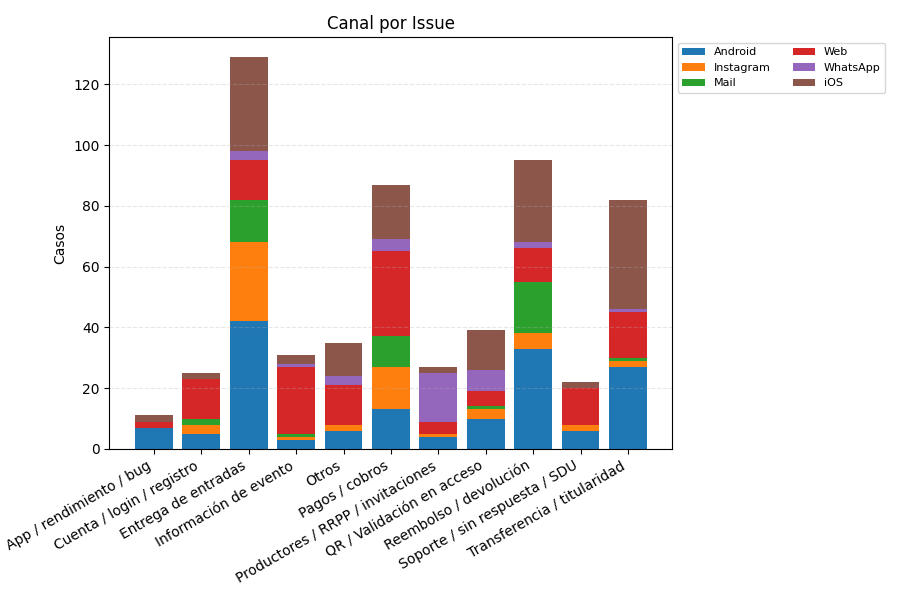 Canal por Issue
Android
Instagram
Mail
Web
WhatsApp
iOS
Casos
120
100
80
60
40
20
0
App / rendimiento / bug
Cuenta / login / registro
Entrega de entradas
Información de evento
Otros
Pagos / cobros
Productores / RRPP / invitaciones
QR / Validación en acceso
Reembolso / devolución
Soporte / sin respuesta / SDU
Transferencia / titularidad